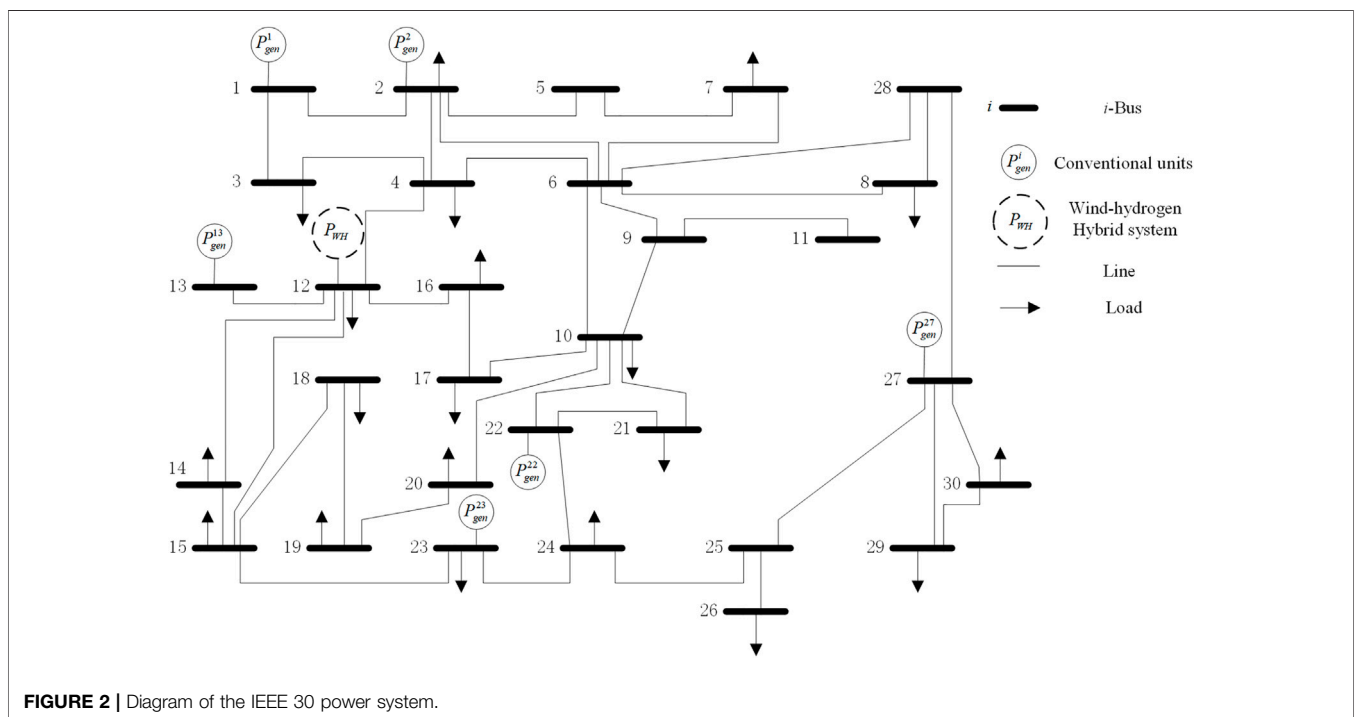 P¹gen
P²gen
1
2
5
7
28
i
i-Bus
Pⁱgen
Conventional units
3
4
6
8
P_WH
Wind-hydrogen
Hybrid system
P¹³gen
P_WH
9
11
13
12
16
Line
Load
10
P²⁷gen
18
17
27
22
21
14
20
P²²gen
30
P²³gen
15
19
23
24
25
29
26
FIGURE 2 | Diagram of the IEEE 30 power system.